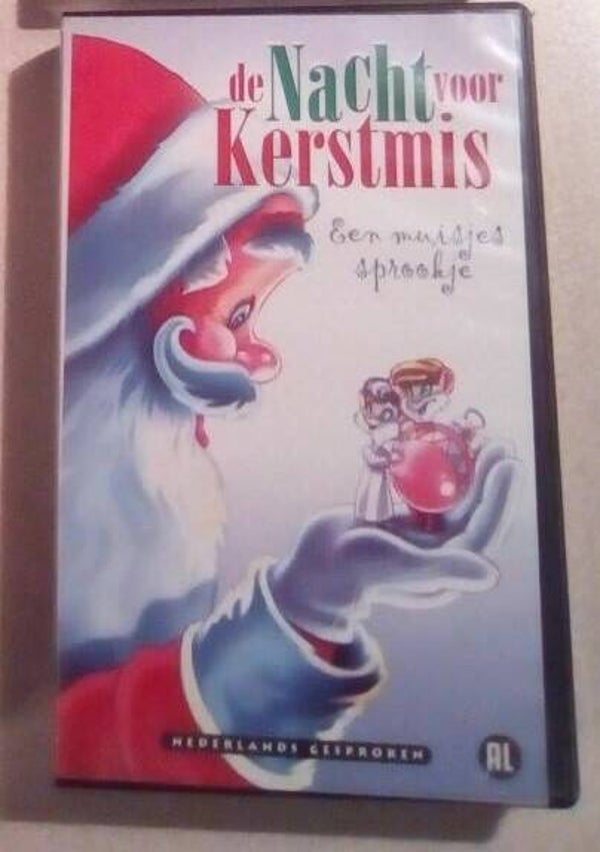 de Nacht voor
Kerstmis
Een muisjes
sprookje
NEDERLANDS GESPROKEN
AL